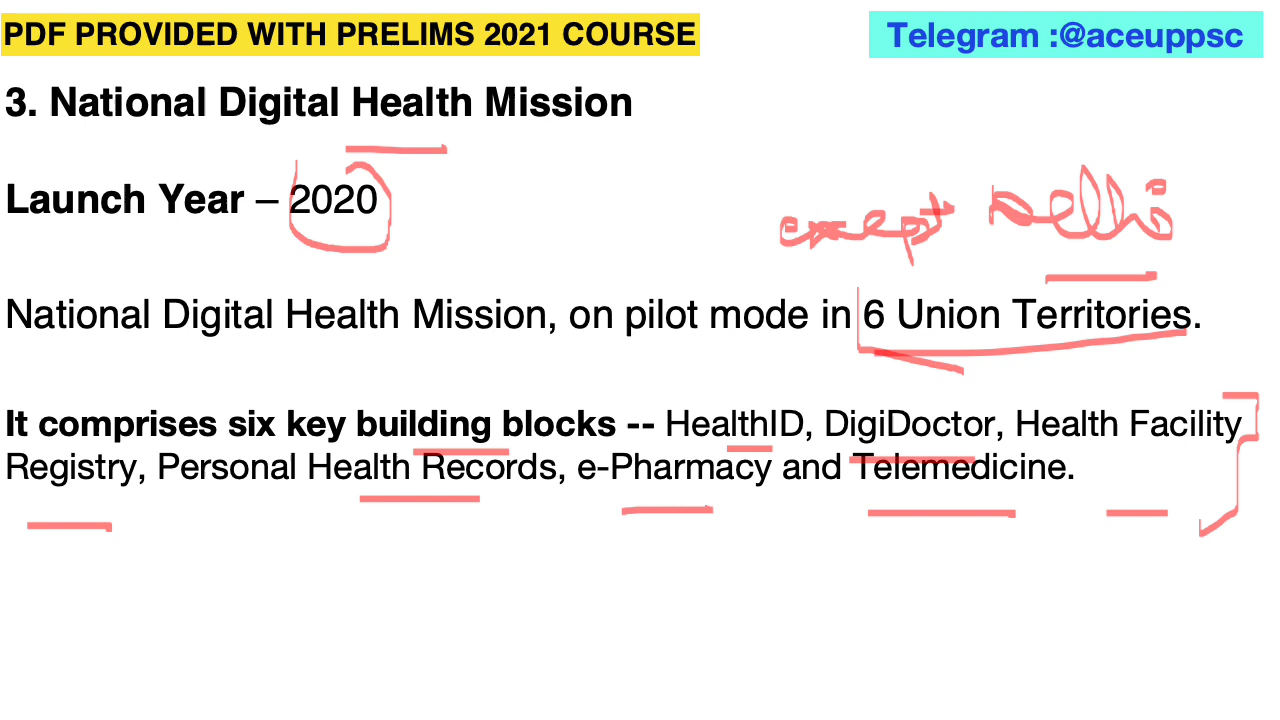 PDF PROVIDED WITH PRELIMS 2021 COURSE
Telegram :@aceuppsc
3. National Digital Health Mission
Launch Year – 2020
except Delhi
National Digital Health Mission, on pilot mode in 6 Union Territories.
It comprises six key building blocks -- HealthID, DigiDoctor, Health Facility
Registry, Personal Health Records, e-Pharmacy and Telemedicine.